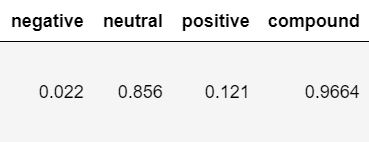 negative neutral positive compound
0.022 0.856 0.121 0.9664